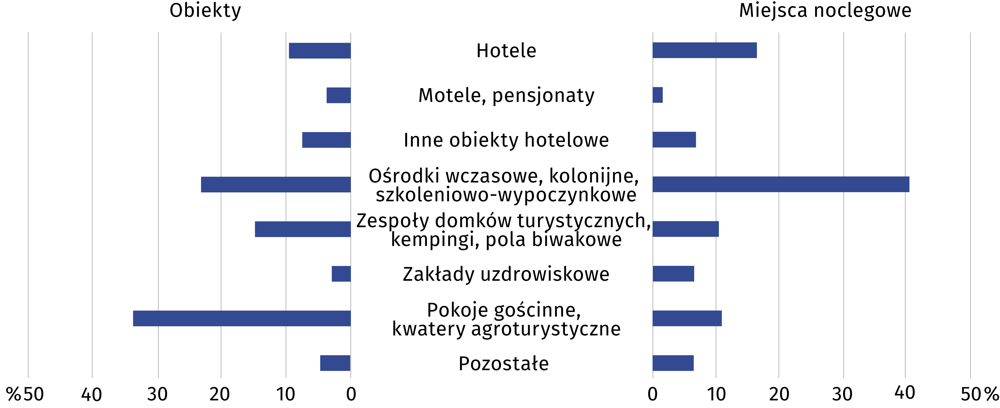 Obiekty
Miejsca noclegowe
Hotele
Motele, pensjonaty
Inne obiekty hotelowe
Ośrodki wczasowe, kolonijne,
szkoleniowo-wypoczynkowe
Zespoły domków turystycznych,
kempingi, pola biwakowe
Zakłady uzdrowiskowe
Pokoje gościnne,
kwatery agroturystyczne
Pozostałe
%50 40 30 20 10 0
0 10 20 30 40 50%